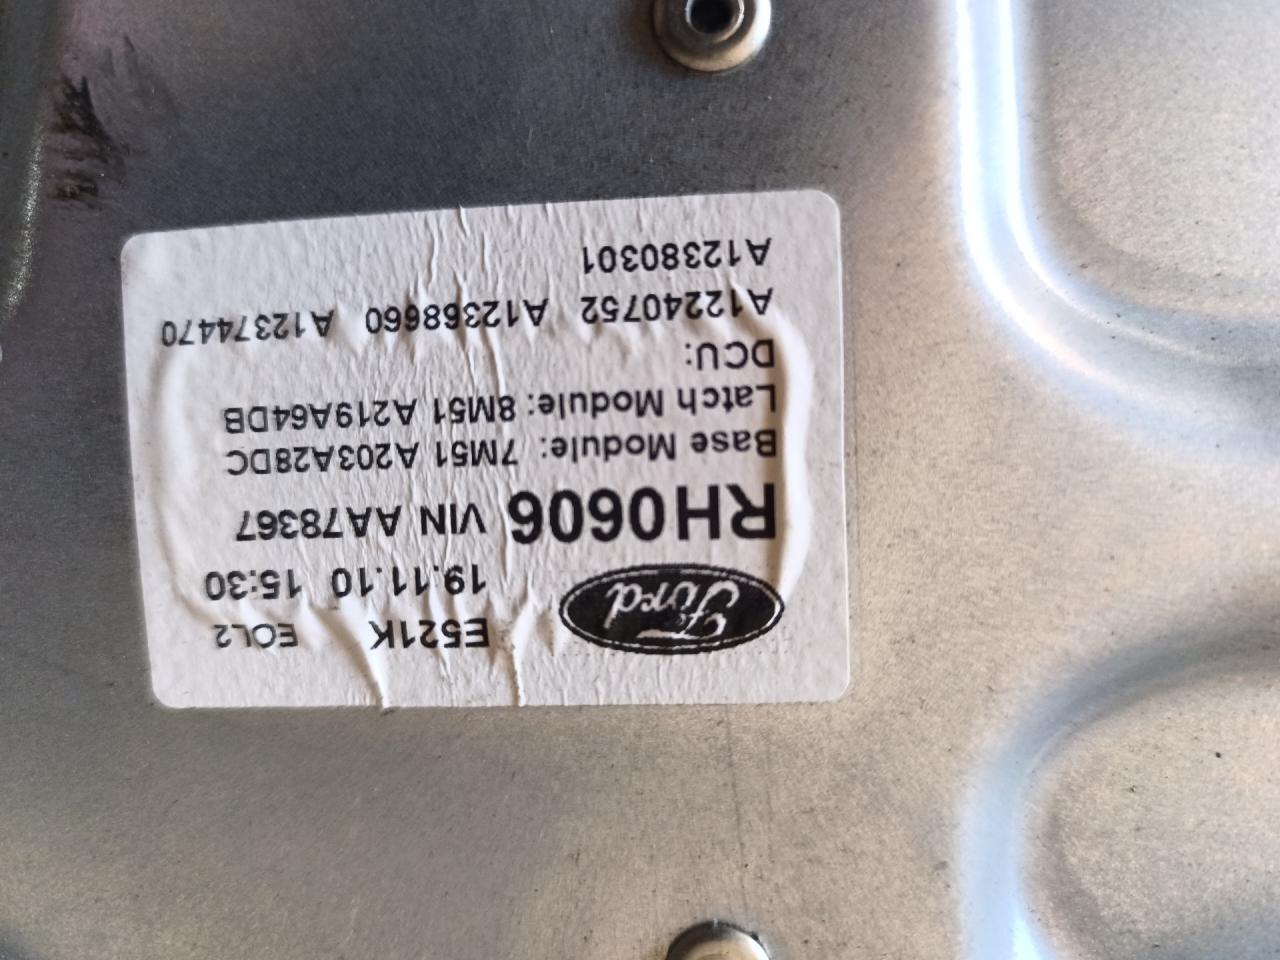 E521K EOL2
Ford 19.11.10 15:30
RH0606 VIN AA78367
Base Module: 7M51 A203A28DC
Latch Module: 8M51 A219A64DB
DCU:
A12240752 A12368660 A12374470
A12380301